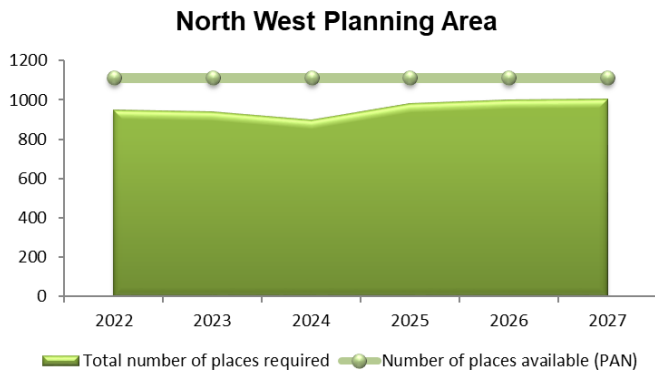 North West Planning Area
1200
1000
800
600
400
200
0
2022 2023 2024 2025 2026 2027
Total number of places required Number of places available (PAN)